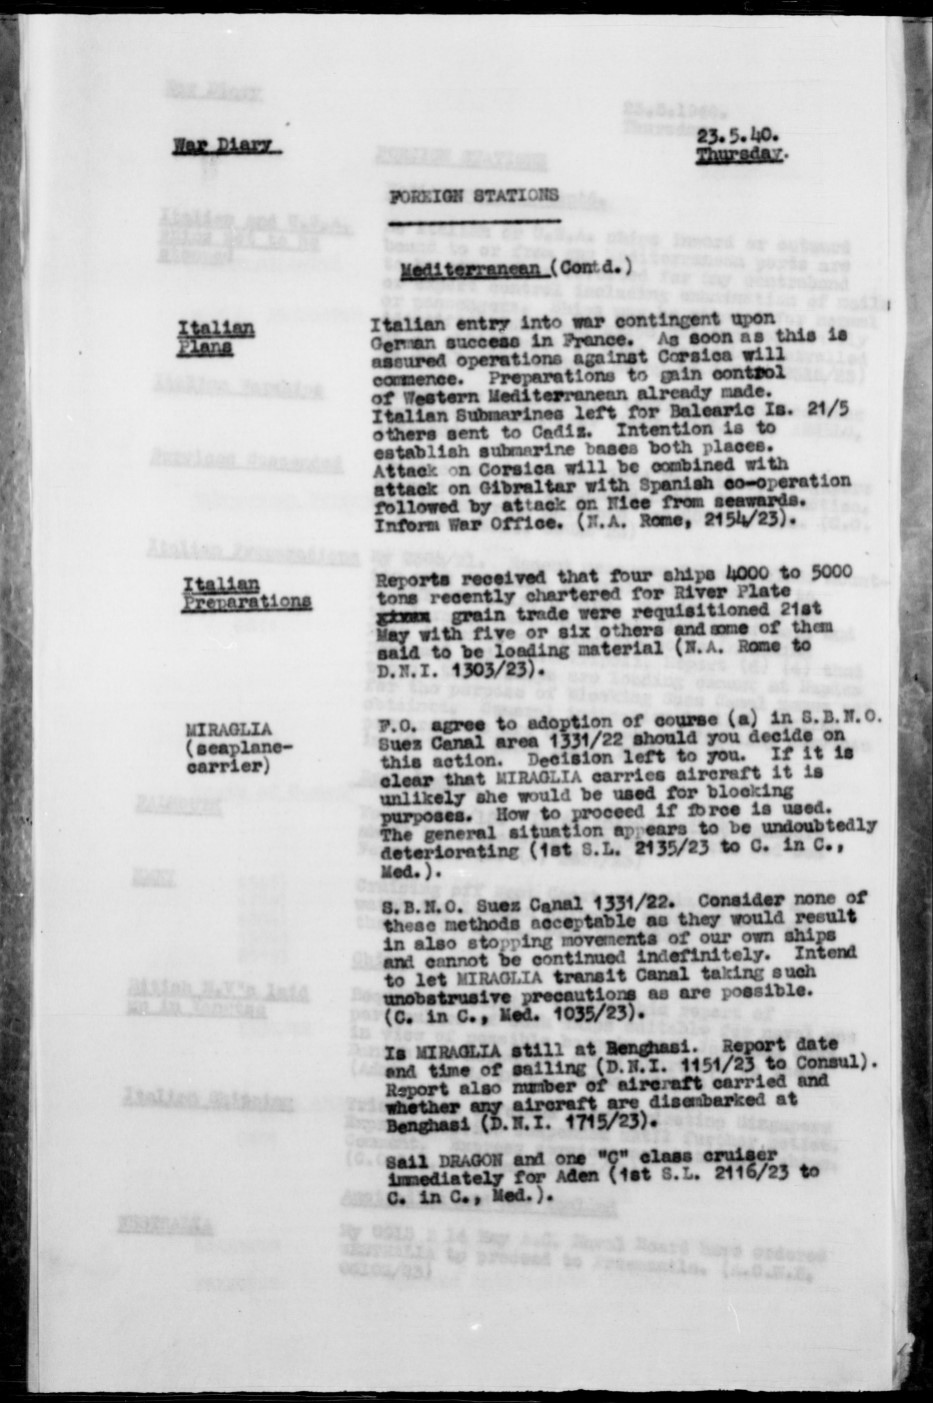 War Diary
23.5.40.
Thursday.
FOREIGN STATIONS
Mediterranean (Contd.)
Italian
Plans
Italian entry into war contingent upon
German success in France. As soon as this is
assured operations against Corsica will
commence. Preparations to gain control
of Western Mediterranean already made.
Italian Submarines left for Balearic Is. 21/5
others sent to Cadiz. Intention is to
establish submarine bases both places.
Attack on Corsica will be combined with
attack on Gibraltar with Spanish co-operation
followed by attack on Nice from seawards.
Inform War Office. (N.A. Rome, 2154/23).
Italian
Preparations
Reports received that four ships 4000 to 5000
tons recently chartered for River Plate
grain trade were requisitioned 21st
May with five or six others and some of them
said to be loading material (N.A. Rome to
D.N.I. 1303/23).
MIRAGLIA
(seaplane-
carrier)
F.O. agree to adoption of course (a) in S.B.N.O.
Suez Canal area 1331/22 should you decide on
this action. Decision left to you. If it is
clear that MIRAGLIA carries aircraft it is
unlikely she would be used for blocking
purposes. How to proceed if force is used.
The general situation appears to be undoubtedly
deteriorating (1st S.L. 2135/23 to C. in C.,
Med.).
S.B.N.O. Suez Canal 1331/22. Consider none of
these methods acceptable as they would result
in also stopping movements of our own ships
and cannot be continued indefinitely. Intend
to let MIRAGLIA transit Canal taking such
unobstrusive precautions as are possible.
(C. in C., Med. 1035/23).
Is MIRAGLIA still at Benghasi. Report date
and time of sailing (D.N.I. 1151/23 to Consul).
Report also number of aircraft carried and
whether any aircraft are disembarked at
Benghasi (D.N.I. 1715/23).
Sail DRAGON and one "C" class cruiser
immediately for Aden (1st S.L. 2116/23 to
C. in C., Med.).